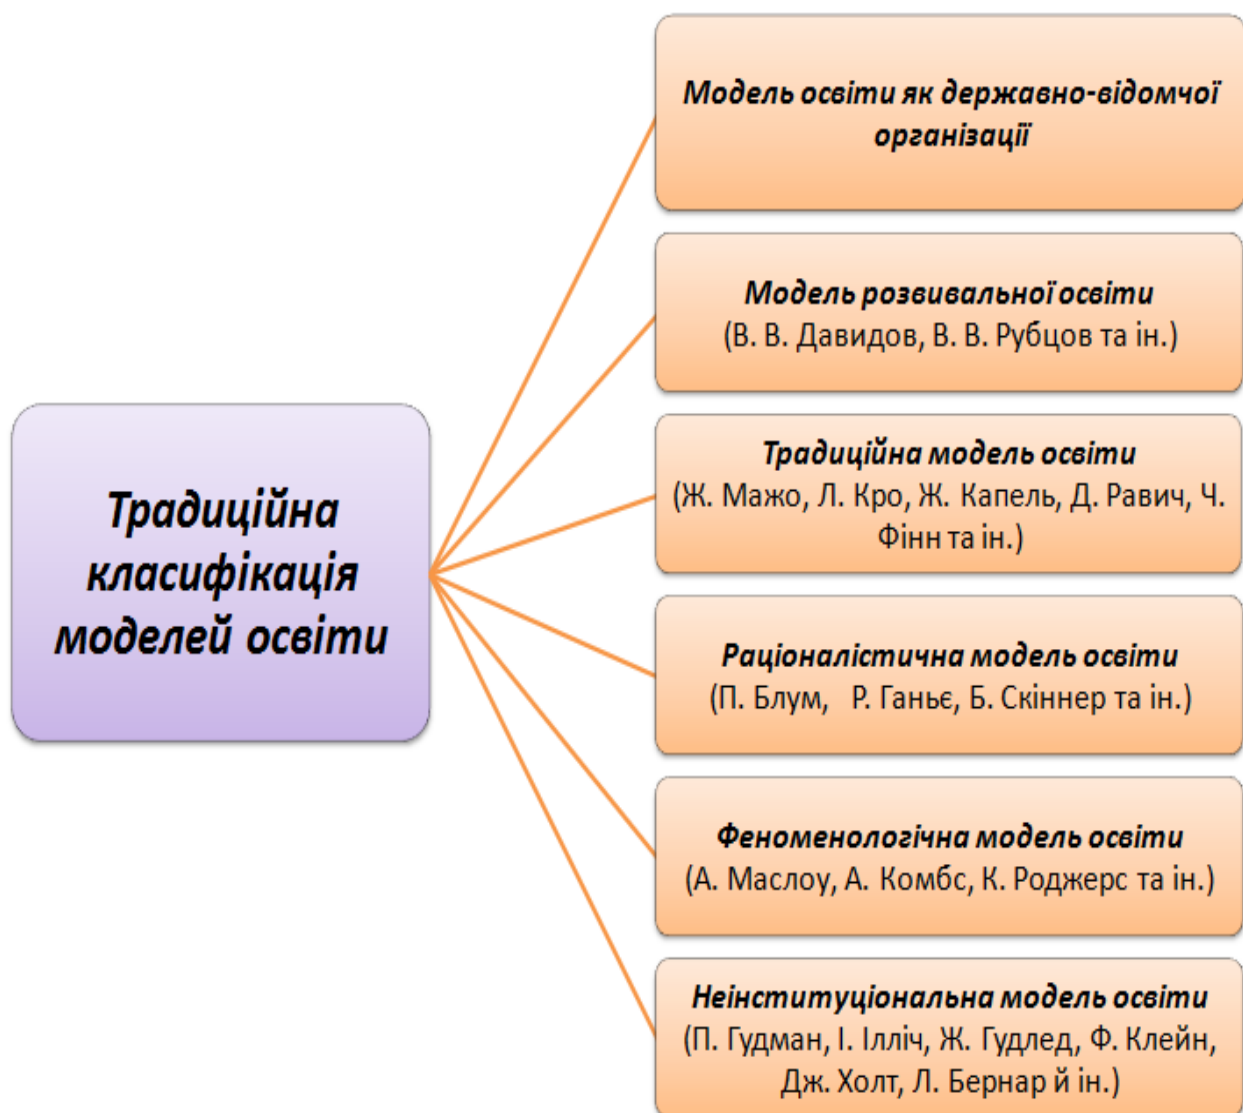 Традиційна
класифікація
моделей освіти
Модель освіти як державно-відомчої
організації
Модель розвивальної освіти
(В. В. Давидов, В. В. Рубцов та ін.)
Традиційна модель освіти
(Ж. Мажо, Л. Кро, Ж. Капель, Д. Равич, Ч.
Фінн та ін.)
Раціоналістична модель освіти
(П. Блум, Р. Ганьє, Б. Скіннер та ін.)
Феноменологічна модель освіти
(А. Маслоу, А. Комбс, К. Роджерс та ін.)
Неінституціональна модель освіти
(П. Гудман, І. Ілліч, Ж. Гудлед, Ф. Клейн,
Дж. Холт, Л. Бернар й ін.)